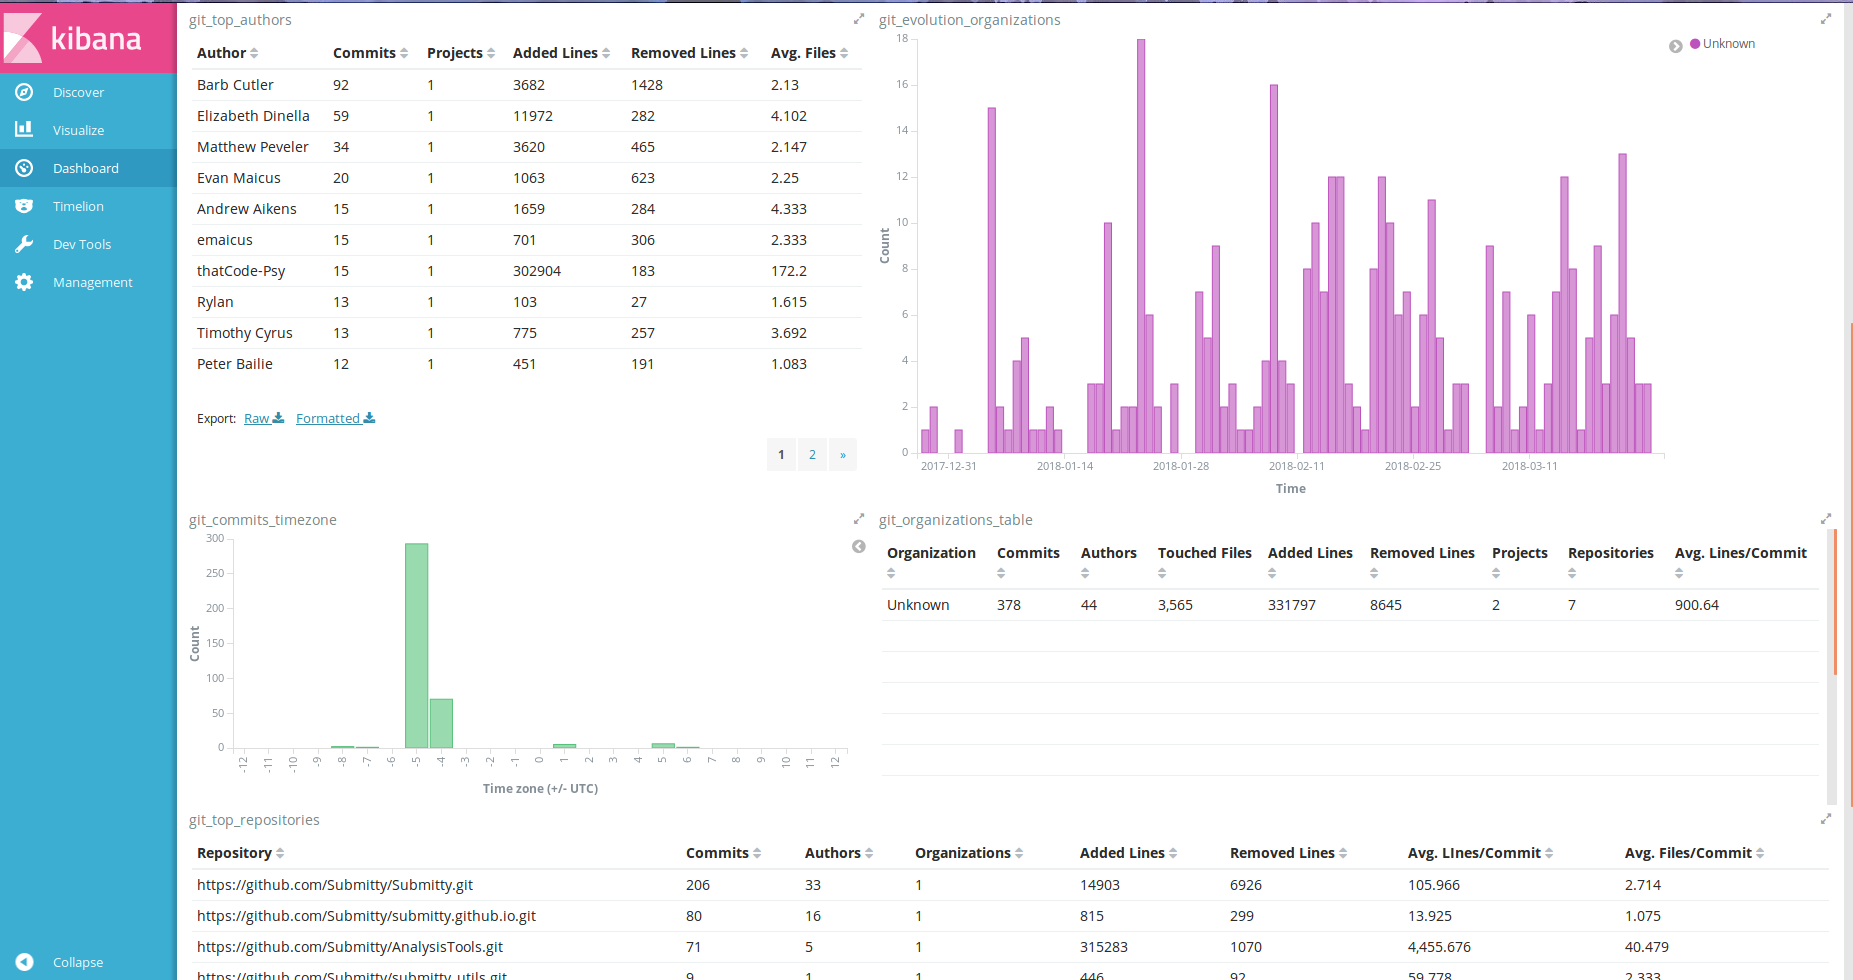 kibana
Discover
Visualize
Dashboard
Timelion
Dev Tools
Management
Collapse
git_top_authors
Author Commits Projects Added Lines Removed Lines Avg. Files
Barb Cutler 92 1 3682 1428 2.13
Elizabeth Dinella 59 1 11972 282 4.102
Matthew Peveler 34 1 3620 465 2.147
Evan Maicus 20 1 1063 623 2.25
Andrew Aikens 15 1 1659 284 4.333
emaicus 15 1 701 306 2.333
thatCode-Psy 15 1 302904 183 172.2
Rylan 13 1 103 27 1.615
Timothy Cyrus 13 1 775 257 3.692
Peter Bailie 12 1 451 191 1.083
Export: Raw Formatted
1 2 »
git_evolution_organizations
Unknown
18
16
14
12
10
8
6
4
2
0
Count
2017-12-31 2018-01-14 2018-01-28 2018-02-11 2018-02-25 2018-03-11
Time
git_commits_timezone
300
250
200
150
100
50
0
Count
-12 -11 -10 -9 -8 -7 -6 -5 -4 -3 -2 -1 0 1 2 3 4 5 6 7 8 9 10 11 12
Time zone (+/- UTC)
git_organizations_table
Organization Commits Authors Touched Files Added Lines Removed Lines Projects Repositories Avg. Lines/Commit
Unknown 378 44 3,565 331797 8645 2 7 900.64
git_top_repositories
Repository Commits Authors Organizations Added Lines Removed Lines Avg. LInes/Commit Avg. Files/Commit
https://github.com/Submitty/Submitty.git 206 33 1 14903 6926 105.966 2.714
https://github.com/Submitty/submitty.github.io.git 80 16 1 815 299 13.925 1.075
https://github.com/Submitty/AnalysisTools.git 71 5 1 315283 1070 4,455.676 40.479
https://github.com/Submitty/submitty_utils.git 9 1 1 446 92 59.778 2.333